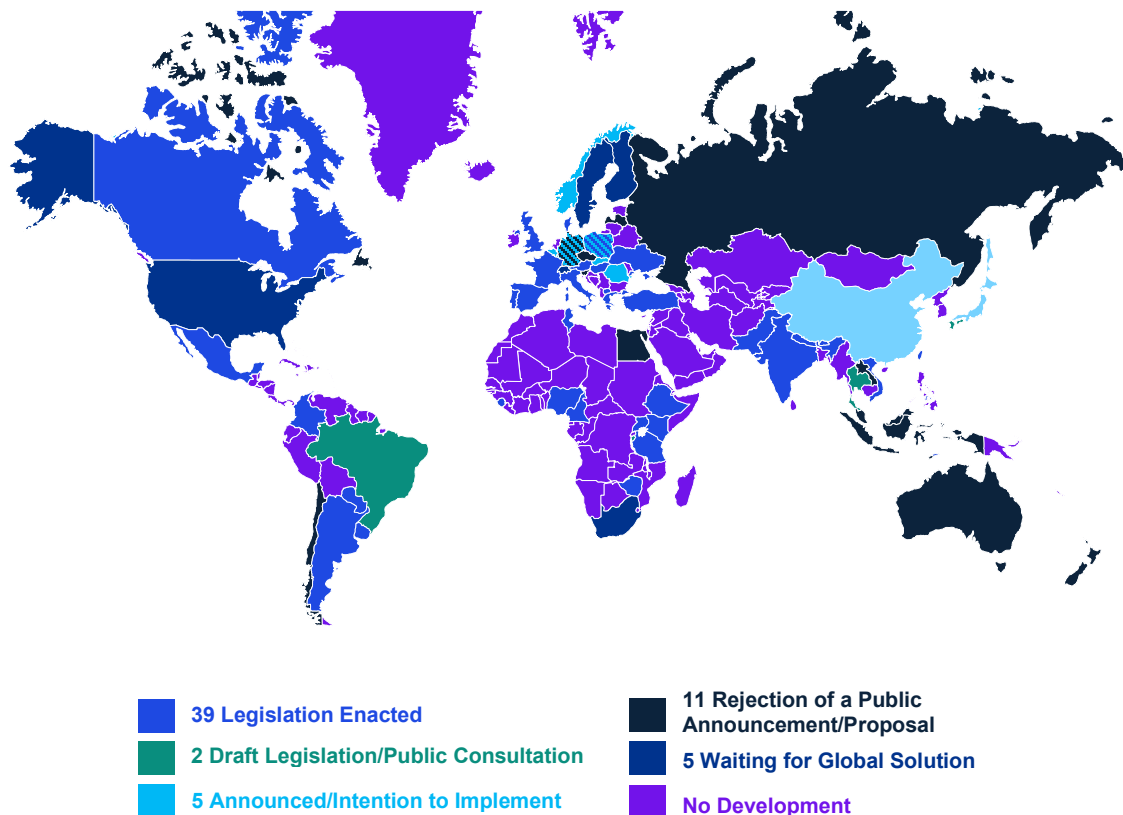 39 Legislation Enacted
2 Draft Legislation/Public Consultation
5 Announced/Intention to Implement
11 Rejection of a Public
Announcement/Proposal
5 Waiting for Global Solution
No Development